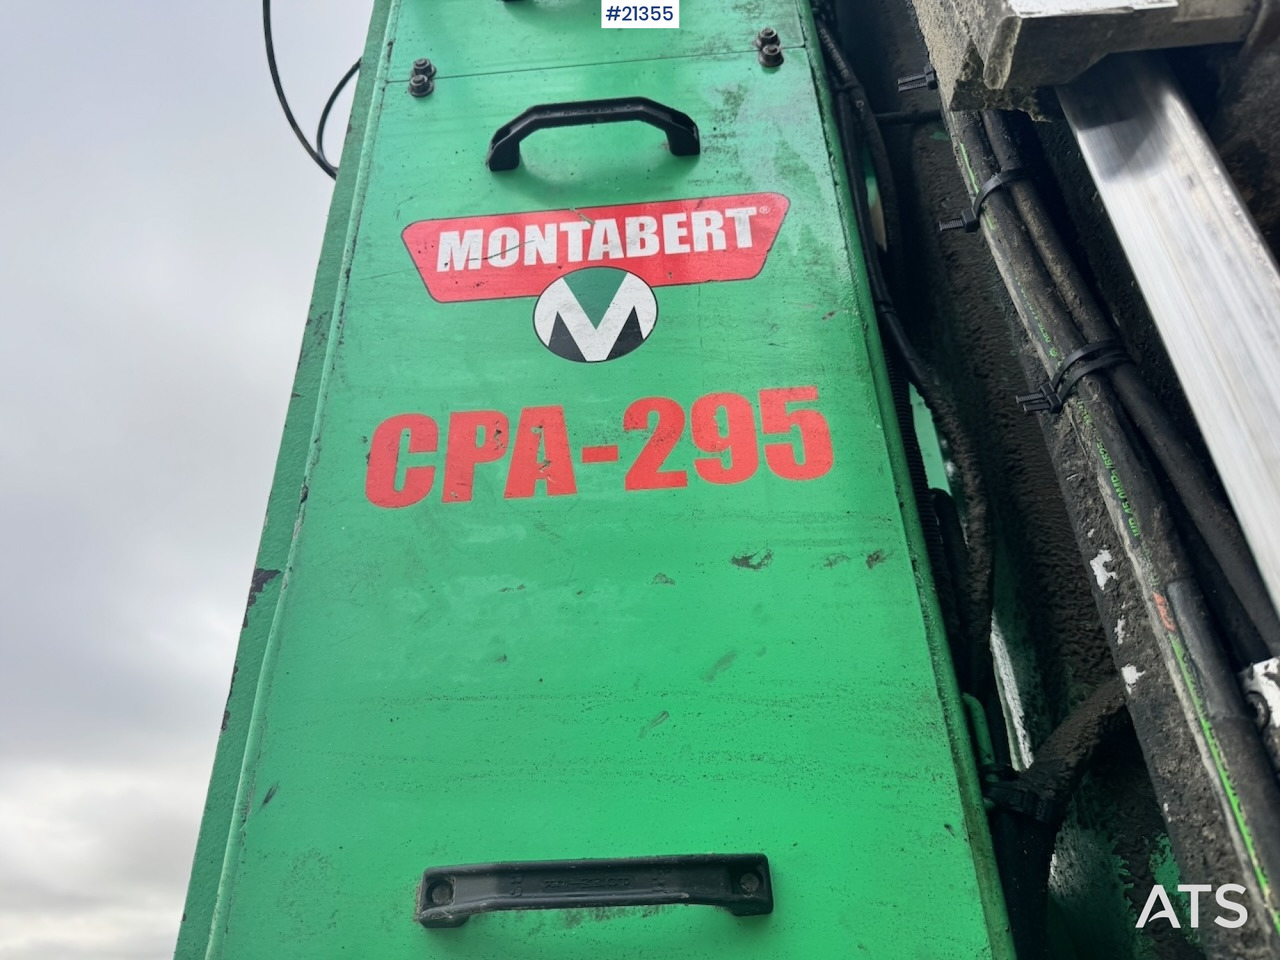 #21355
MONTABERT®
M
CPA-295
ATS